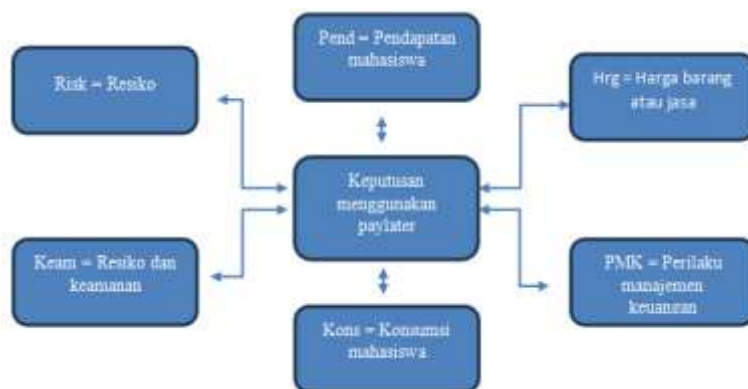 Pend = Pendapatan
mahasiswa
Risk = Resiko
Hrg = Harga barang
atau jasa
Keputusan
menggunakan
paylater
Keam = Resiko dan
keamanan
PMK = Perilaku
manajemen
keuangan
Kons = Konsumsi
mahasiswa